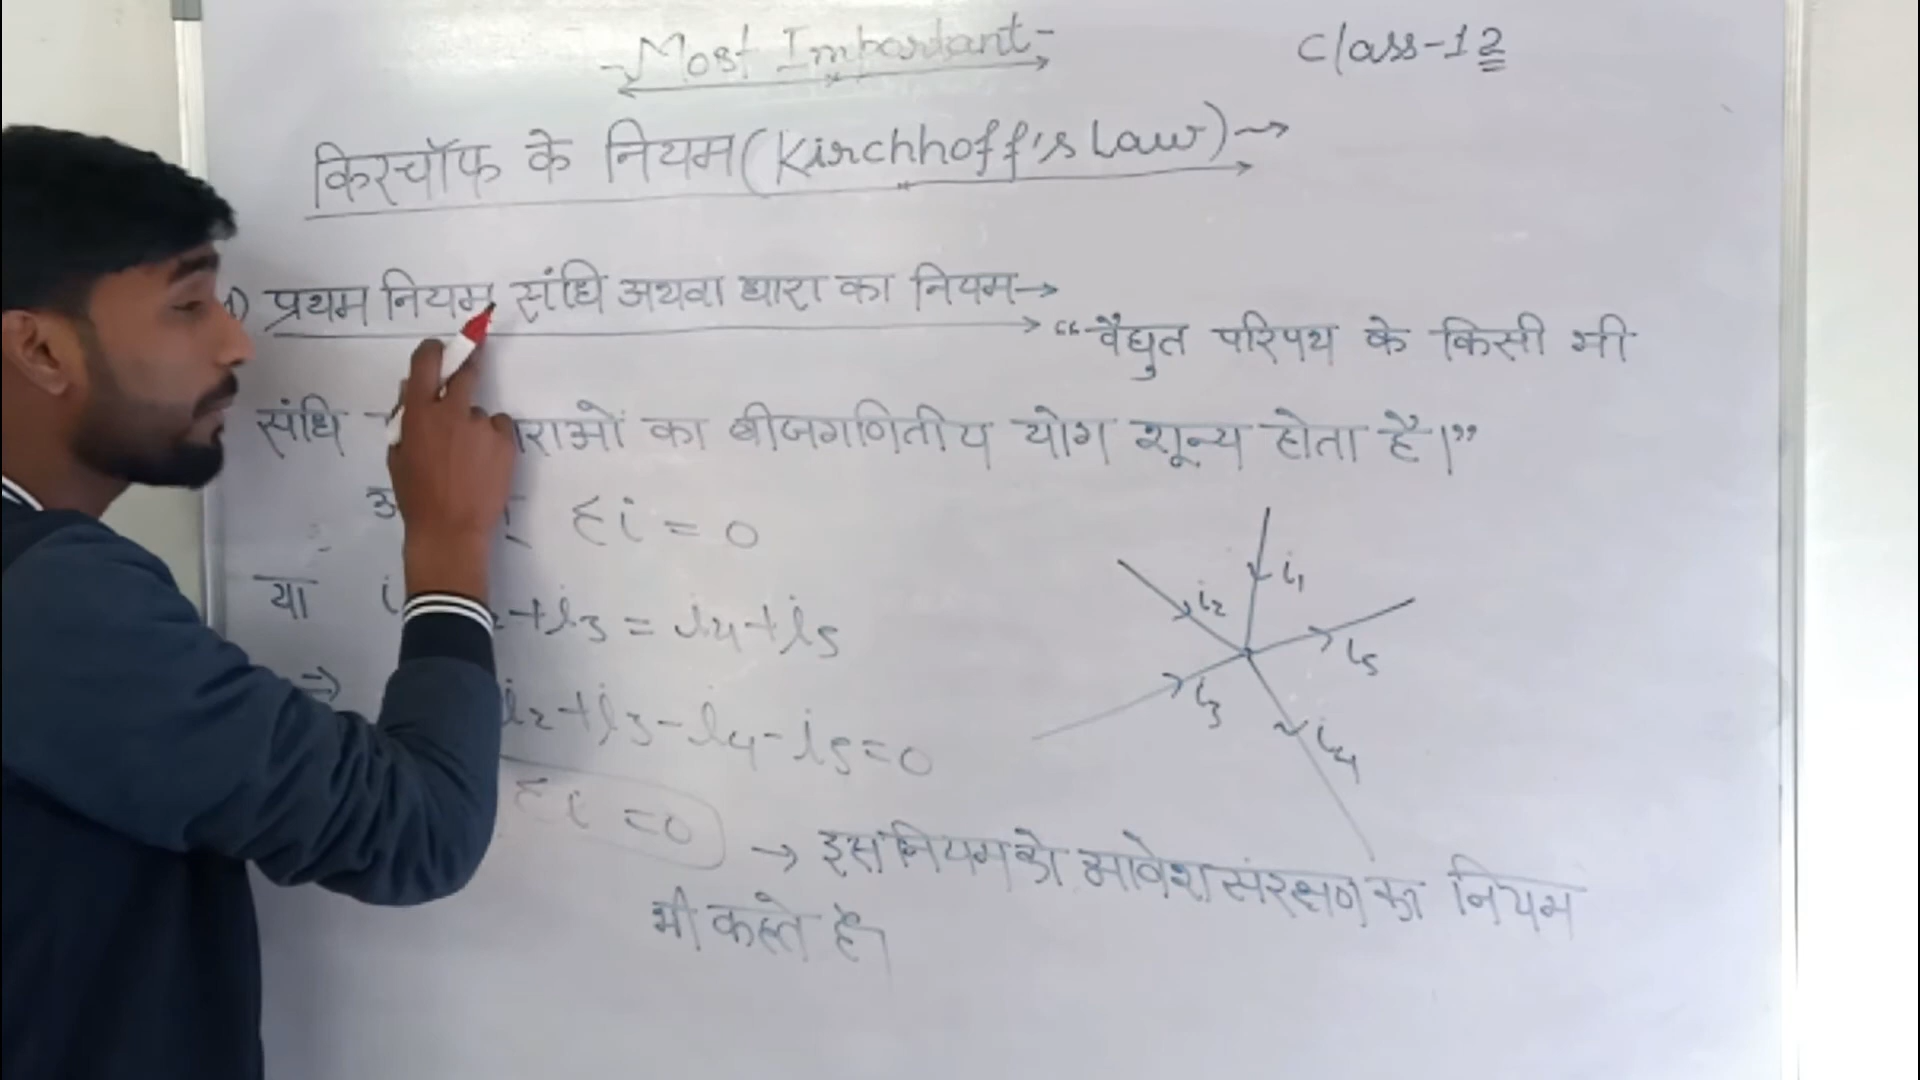 -Most Important-
Class-12
किरचॉफ के नियम (Kirchhoff's Law)→
1) प्रथम नियम संधि अथवा धारा का नियम→
“वैद्युत परिपथ के किसी भी
संधि राओं का बीजगणितीय योग शून्य होता है।”
Σi = 0
या i 2+i3 = i4+i5
⇒ i2+i3-i4-i5=0
Σi =0
→ इस नियम को आवेश संरक्षण का नियम
भी कहते हैं
i1
i2
i5
i3
i4